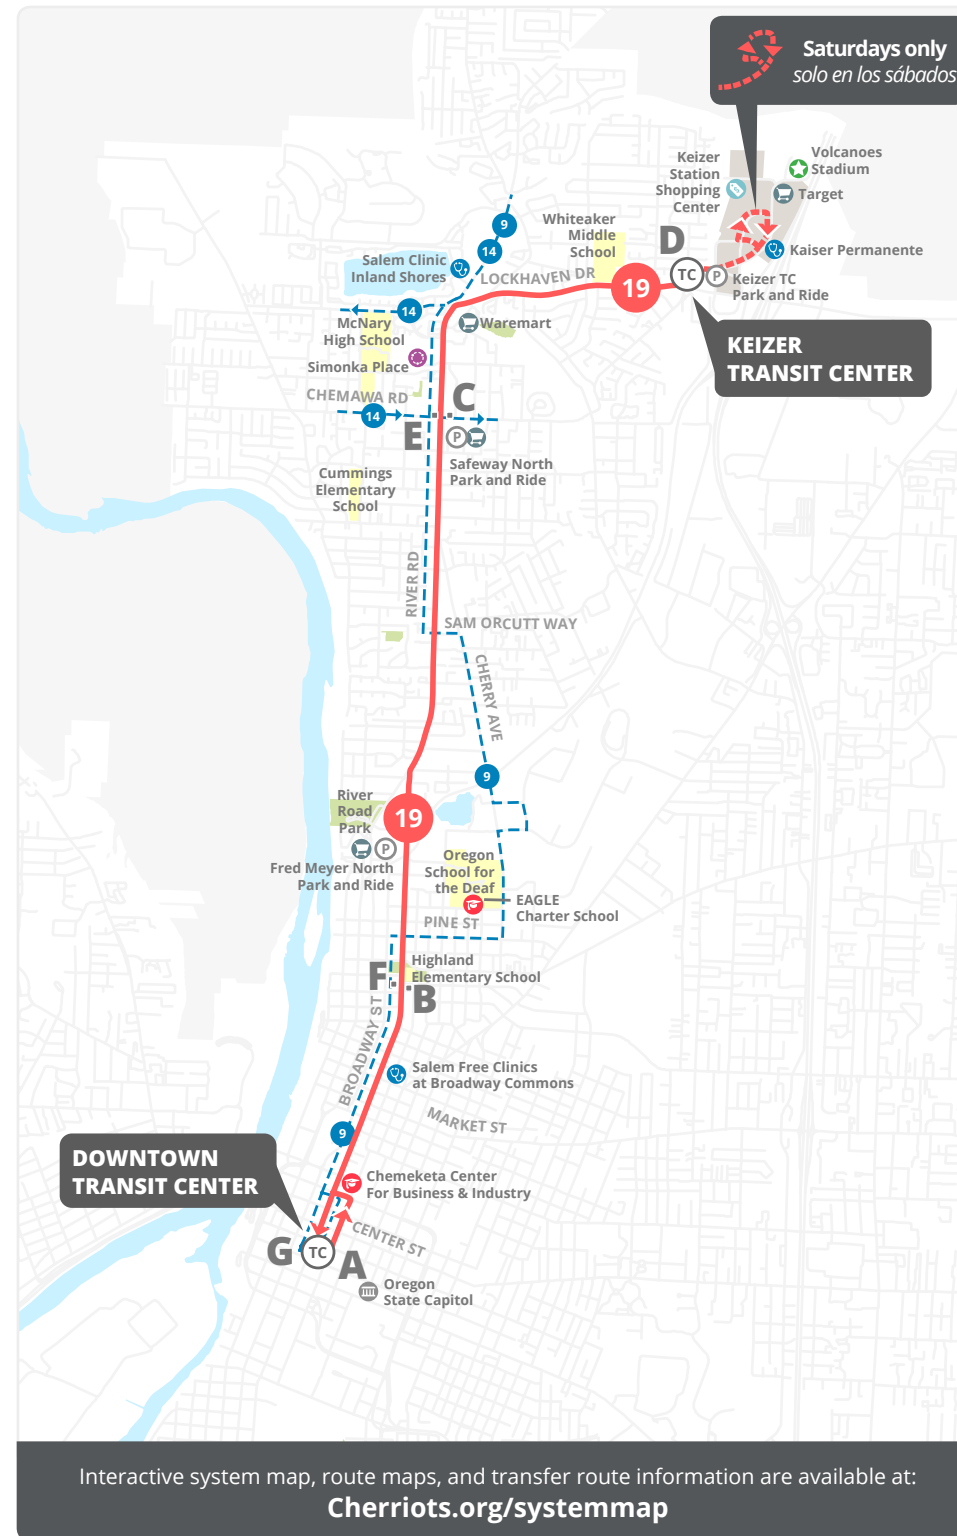 Saturdays only
solo en los sábados
Keizer
Station
Shopping
Center
Volcanoes
Stadium
Target
Whiteaker
Middle
School
9
14
D
Kaiser Permanente
Salem Clinic
Inland Shores
LOCKHAVEN DR
19
TC
P
Keizer TC
Park and Ride
14
McNary
High School
Waremart
KEIZER
TRANSIT CENTER
Simonka Place
CHEMAWA RD
C
14
E
P
Safeway North
Park and Ride
Cummings
Elementary
School
RIVER RD
SAM ORCUTT WAY
CHERRY AVE
9
River
Road
Park
19
P
Fred Meyer North
Park and Ride
Oregon
School for
the Deaf
EAGLE
Charter School
PINE ST
Highland
Elementary School
F
B
BROADWAY ST
Salem Free Clinics
at Broadway Commons
MARKET ST
9
DOWNTOWN
TRANSIT CENTER
Chemeketa Center
For Business & Industry
CENTER ST
G
TC
A
Oregon
State Capitol
Interactive system map, route maps, and transfer route information are available at:
Cherriots.org/systemmap